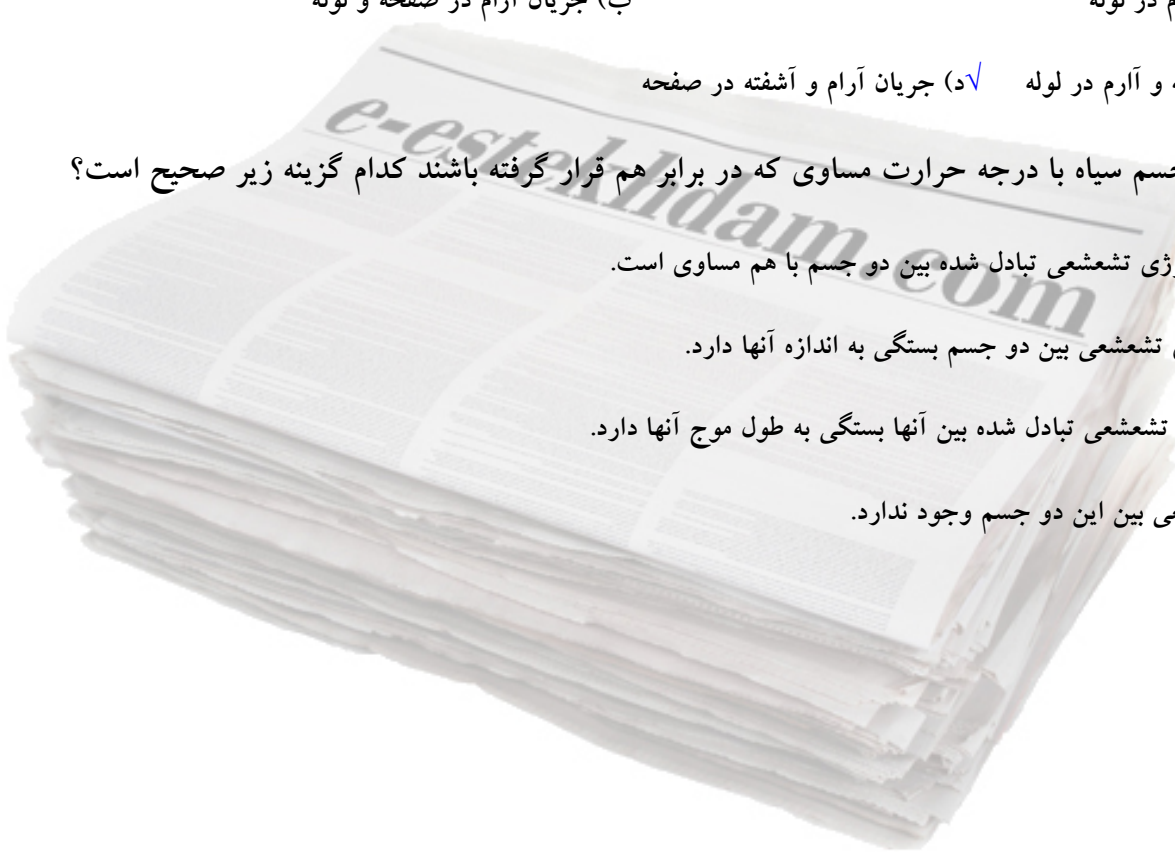 در لوله ب) جریان آرام در صفحه و لوله
و آارم در لوله √د) جریان آرام و آشفته در صفحه
جسم سیاه با درجه حرارت مساوی که در برابر هم قرار گرفته باشند کدام گزینه زیر صحیح است؟
تشعشعی تبادل شده بین دو جسم با هم مساوی است.
تشعشعی بین دو جسم بستگی به اندازه آنها دارد.
تشعشعی تبادل شده بین آنها بستگی به طول موج آنها دارد.
بین این دو جسم وجود ندارد.
e-estekhdam.com